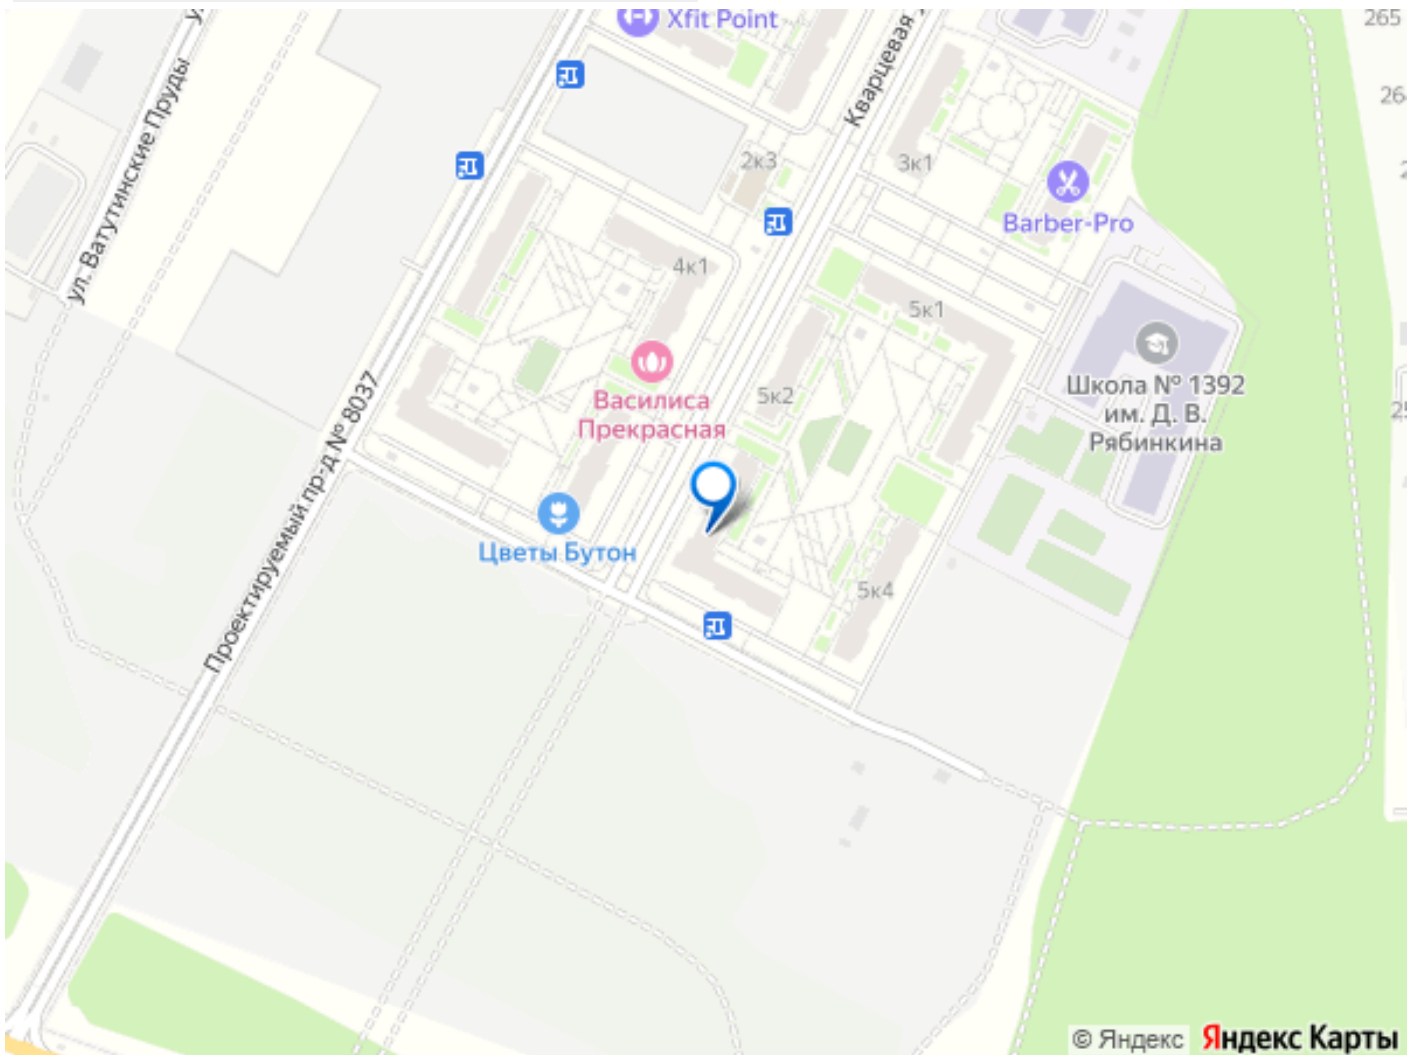 Xfit Point
265
ул. Ватутинские Пруды
Кварцевая
2к3
3к1
Barber-Pro
4к1
5к1
Школа № 1392
им. Д. В.
Рябинкина
Василиса
Прекрасная
5к2
Проектируемый пр-д № 8037
Цветы Бутон
5к4
© Яндекс Яндекс Карты